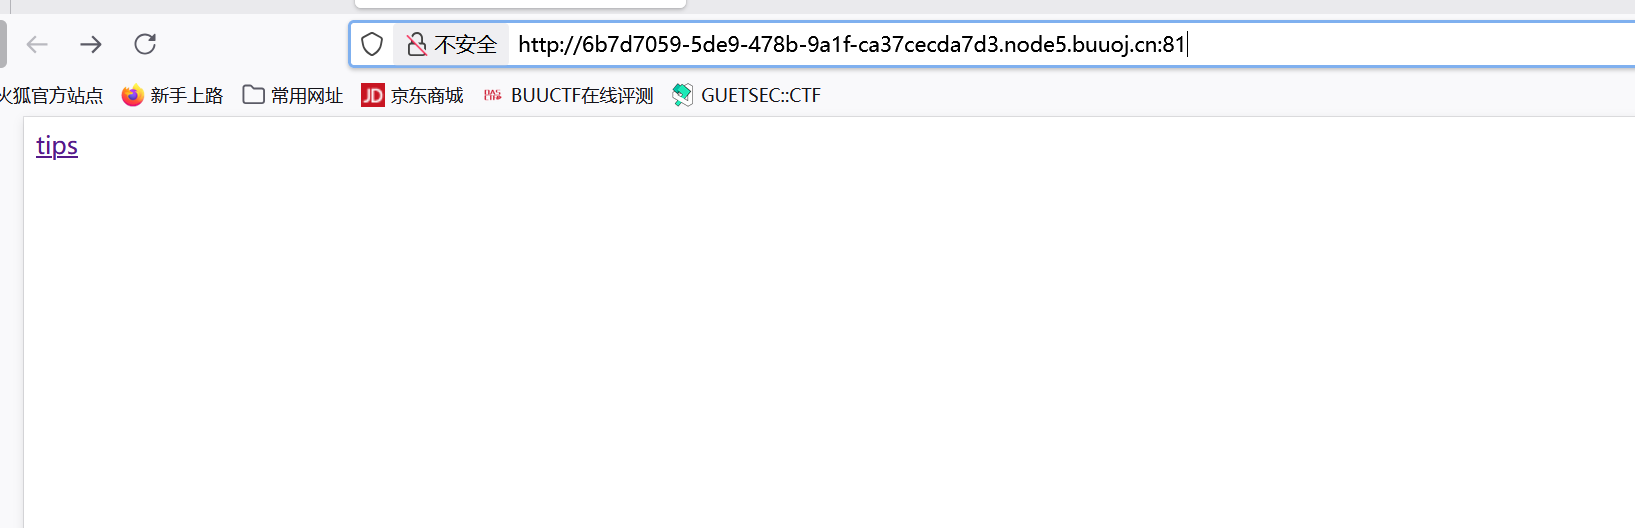 不安全 http://6b7d7059-5de9-478b-9a1f-ca37cecda7d3.node5.buuoj.cn:81
火狐官方站点 新手上路 常用网址 JD 京东商城 BUUCTF在线评测 GUETSEC::CTF
tips